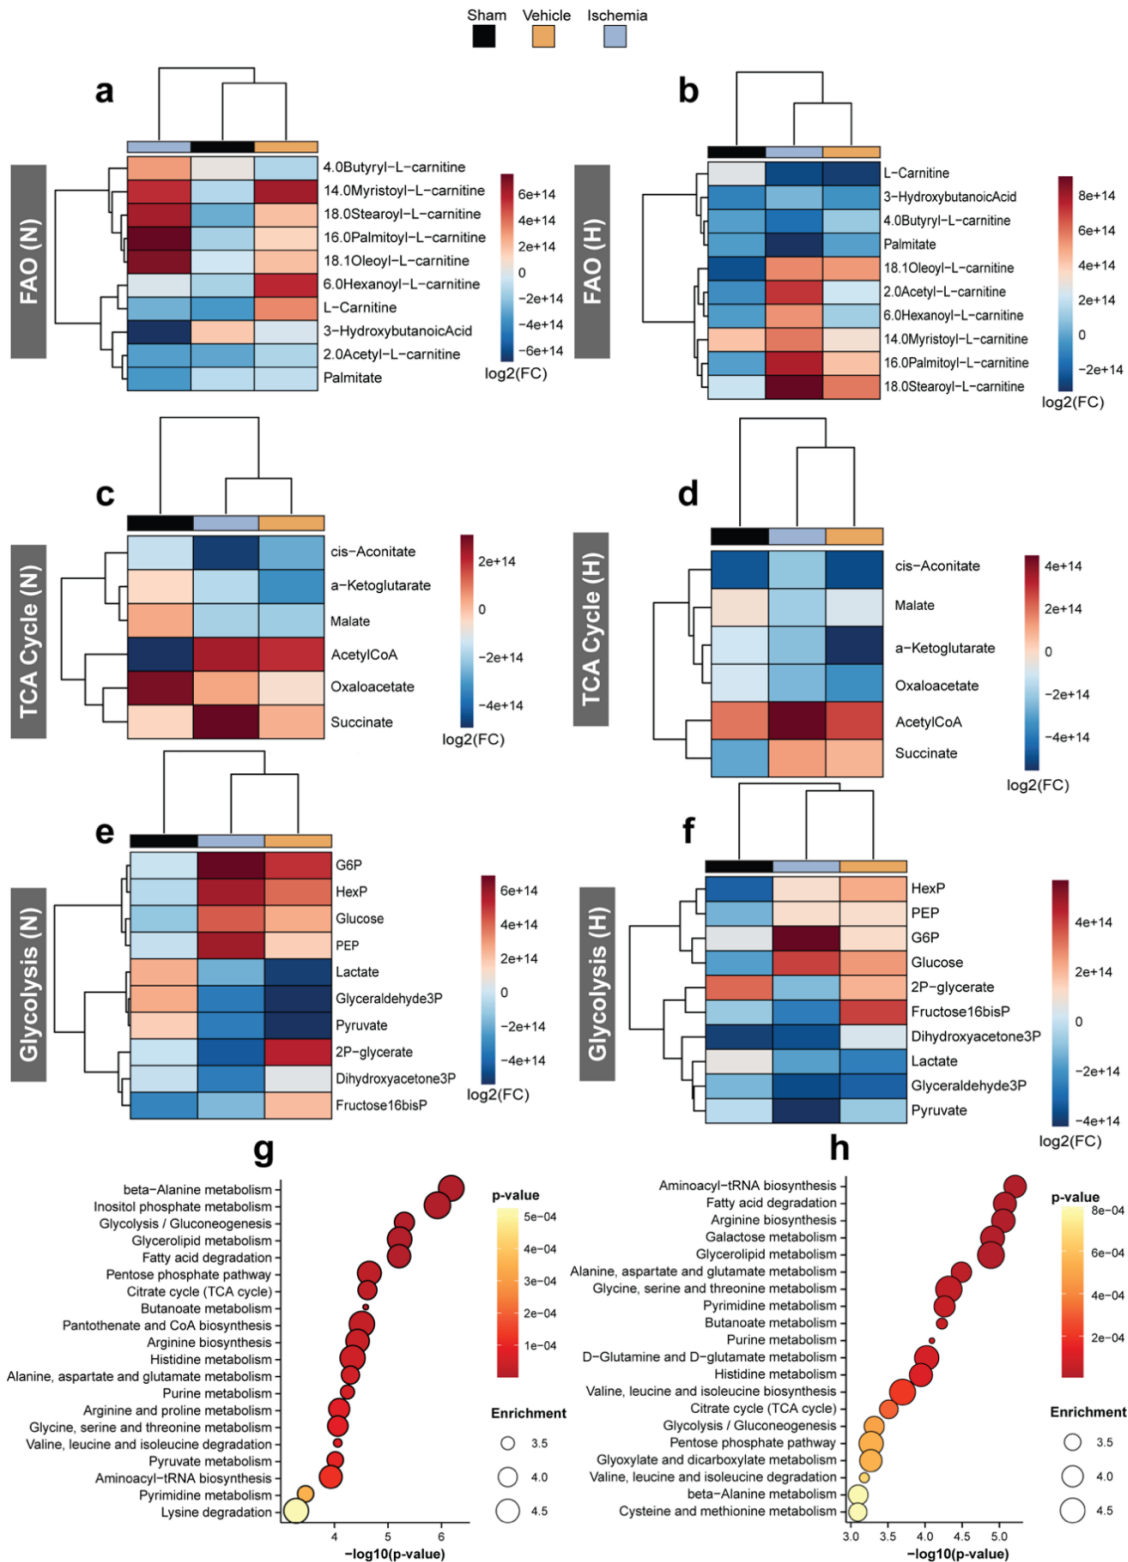 Sham Vehicle Ischemia
a
FAO (N)
4.0Butyryl−L−carnitine
14.0Myristoyl−L−carnitine
18.0Stearoyl−L−carnitine
16.0Palmitoyl−L−carnitine
18.1Oleoyl−L−carnitine
6.0Hexanoyl−L−carnitine
L−Carnitine
3−HydroxybutanoicAcid
2.0Acetyl−L−carnitine
Palmitate
6e+14
4e+14
2e+14
0
−2e+14
−4e+14
−6e+14
log2(FC)
b
FAO (H)
L−Carnitine
3−HydroxybutanoicAcid
4.0Butyryl−L−carnitine
Palmitate
18.1Oleoyl−L−carnitine
2.0Acetyl−L−carnitine
6.0Hexanoyl−L−carnitine
14.0Myristoyl−L−carnitine
16.0Palmitoyl−L−carnitine
18.0Stearoyl−L−carnitine
8e+14
6e+14
4e+14
2e+14
0
−2e+14
log2(FC)
c
TCA Cycle (N)
cis−Aconitate
a−Ketoglutarate
Malate
AcetylCoA
Oxaloacetate
Succinate
2e+14
0
−2e+14
−4e+14
log2(FC)
d
TCA Cycle (H)
cis−Aconitate
Malate
a−Ketoglutarate
Oxaloacetate
AcetylCoA
Succinate
4e+14
2e+14
0
−2e+14
−4e+14
log2(FC)
e
Glycolysis (N)
G6P
HexP
Glucose
PEP
Lactate
Glyceraldehyde3P
Pyruvate
2P−glycerate
Dihydroxyacetone3P
Fructose16bisP
6e+14
4e+14
2e+14
0
−2e+14
−4e+14
log2(FC)
f
Glycolysis (H)
HexP
PEP
G6P
Glucose
2P−glycerate
Fructose16bisP
Dihydroxyacetone3P
Lactate
Glyceraldehyde3P
Pyruvate
4e+14
2e+14
0
−2e+14
−4e+14
log2(FC)
g
beta−Alanine metabolism
Inositol phosphate metabolism
Glycolysis / Gluconeogenesis
Glycerolipid metabolism
Fatty acid degradation
Pentose phosphate pathway
Citrate cycle (TCA cycle)
Butanoate metabolism
Pantothenate and CoA biosynthesis
Arginine biosynthesis
Histidine metabolism
Alanine, aspartate and glutamate metabolism
Purine metabolism
Arginine and proline metabolism
Glycine, serine and threonine metabolism
Valine, leucine and isoleucine degradation
Pyruvate metabolism
Aminoacyl−tRNA biosynthesis
Pyrimidine metabolism
Lysine degradation
4 5 6
−log10(p−value)
p−value
5e−04
4e−04
3e−04
2e−04
1e−04
Enrichment
3.5
4.0
4.5
h
Aminoacyl−tRNA biosynthesis
Fatty acid degradation
Arginine biosynthesis
Galactose metabolism
Glycerolipid metabolism
Alanine, aspartate and glutamate metabolism
Glycine, serine and threonine metabolism
Pyrimidine metabolism
Butanoate metabolism
Purine metabolism
D−Glutamine and D−glutamate metabolism
Histidine metabolism
Valine, leucine and isoleucine biosynthesis
Citrate cycle (TCA cycle)
Glycolysis / Gluconeogenesis
Pentose phosphate pathway
Glyoxylate and dicarboxylate metabolism
Valine, leucine and isoleucine degradation
beta−Alanine metabolism
Cysteine and methionine metabolism
3.0 3.5 4.0 4.5 5.0
−log10(p−value)
p−value
8e−04
6e−04
4e−04
2e−04
Enrichment
3.5
4.0
4.5